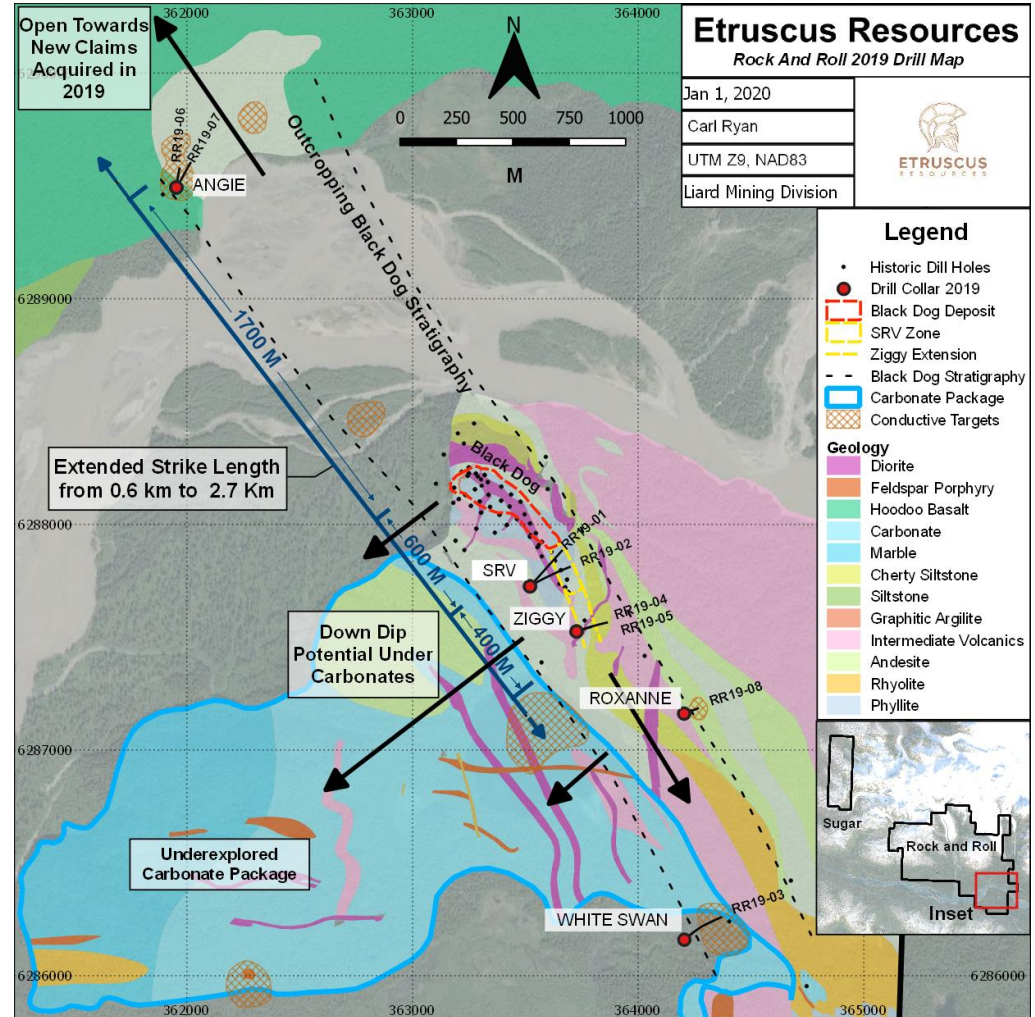 362000
363000
364000
Open Towards
New Claims
Acquired in
2019
N
0
250
500
750
1000
M
Etruscus Resources
Rock And Roll 2019 Drill Map
Jan 1, 2020
Carl Ryan
UTM Z9, NAD83
Liard Mining Division
ETRUSCUS
RESOURCES
RR19-06
RR19-07
ANGIE
Outcropping Black Dog Stratigraphy
6289000
1700 M
Extended Strike Length
from 0.6 km to 2.7 Km
6288000
Black Dog
RR19-01
RR19-02
SRV
600 M
ZIGGY
RR19-04
RR19-05
400 M
Down Dip
Potential Under
Carbonates
ROXANNE
RR19-08
6287000
Underexplored
Carbonate Package
WHITE SWAN
RR19-03
6286000
6286000
362000
363000
364000
365000
Legend
Historic Dill Holes
Drill Collar 2019
Black Dog Deposit
SRV Zone
Ziggy Extension
Black Dog Stratigraphy
Carbonate Package
Conductive Targets
Geology
Diorite
Feldspar Porphyry
Hoodoo Basalt
Carbonate
Marble
Cherty Siltstone
Siltstone
Graphitic Argilite
Intermediate Volcanics
Andesite
Rhyolite
Phyllite
Sugar
Rock and Roll
Inset